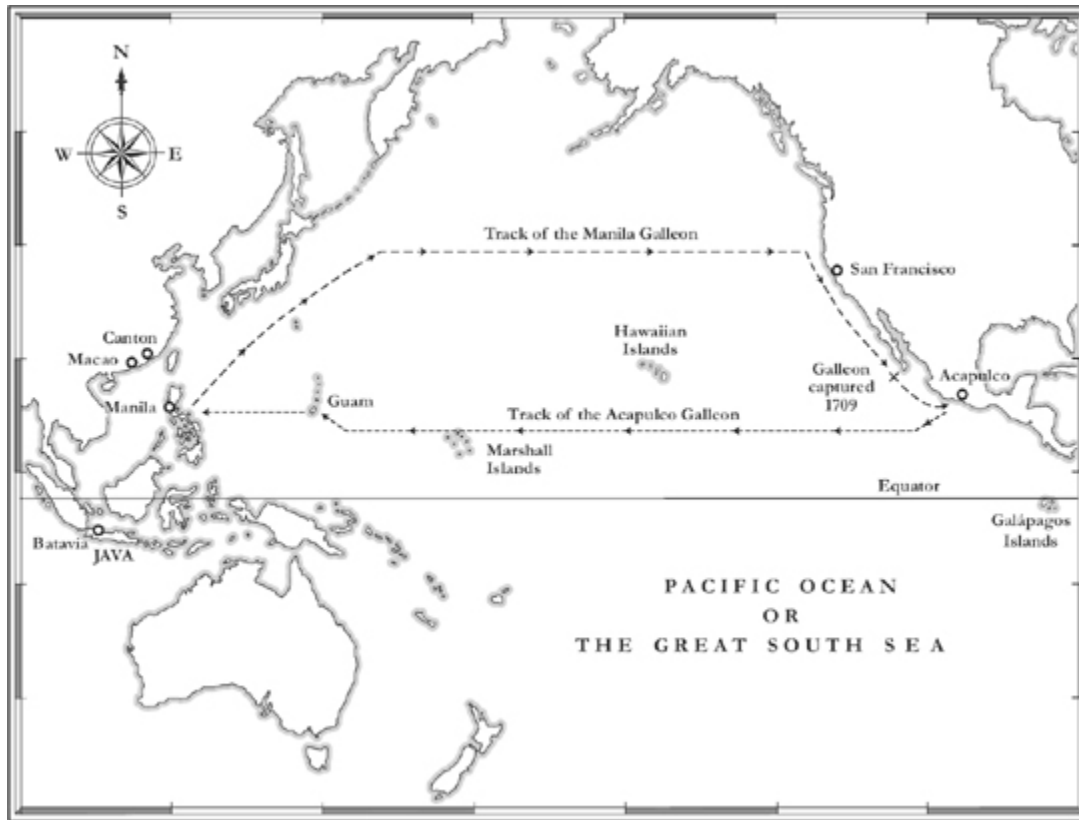 N
W E
S
Track of the Manila Galleon
San Francisco
Canton
Macao
Hawaiian
Islands
Galleon
captured
1709
Acapulco
Manila
Guam
Track of the Acapulco Galleon
Marshall
Islands
Equator
Galápagos
Islands
Batavia
JAVA
PACIFIC OCEAN
OR
THE GREAT SOUTH SEA